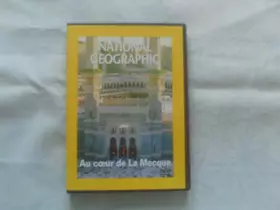 NATIONAL
GEOGRAPHIC
Au cœur de La Mecque